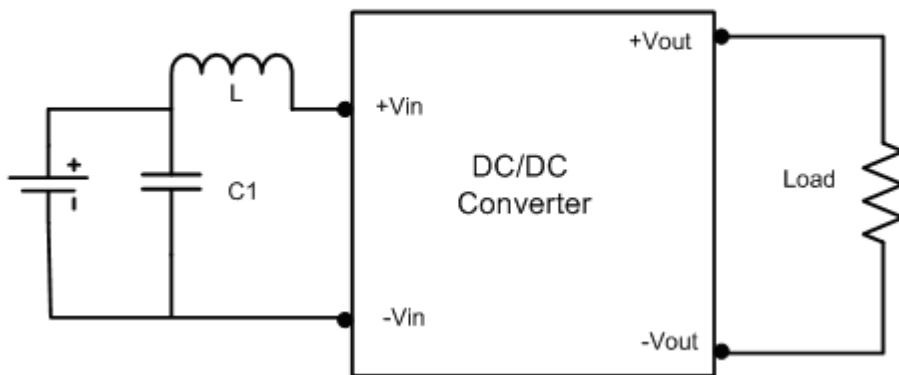 +Vout
L
+Vin
DC/DC
Converter
C1
Load
-Vin
-Vout
+
-